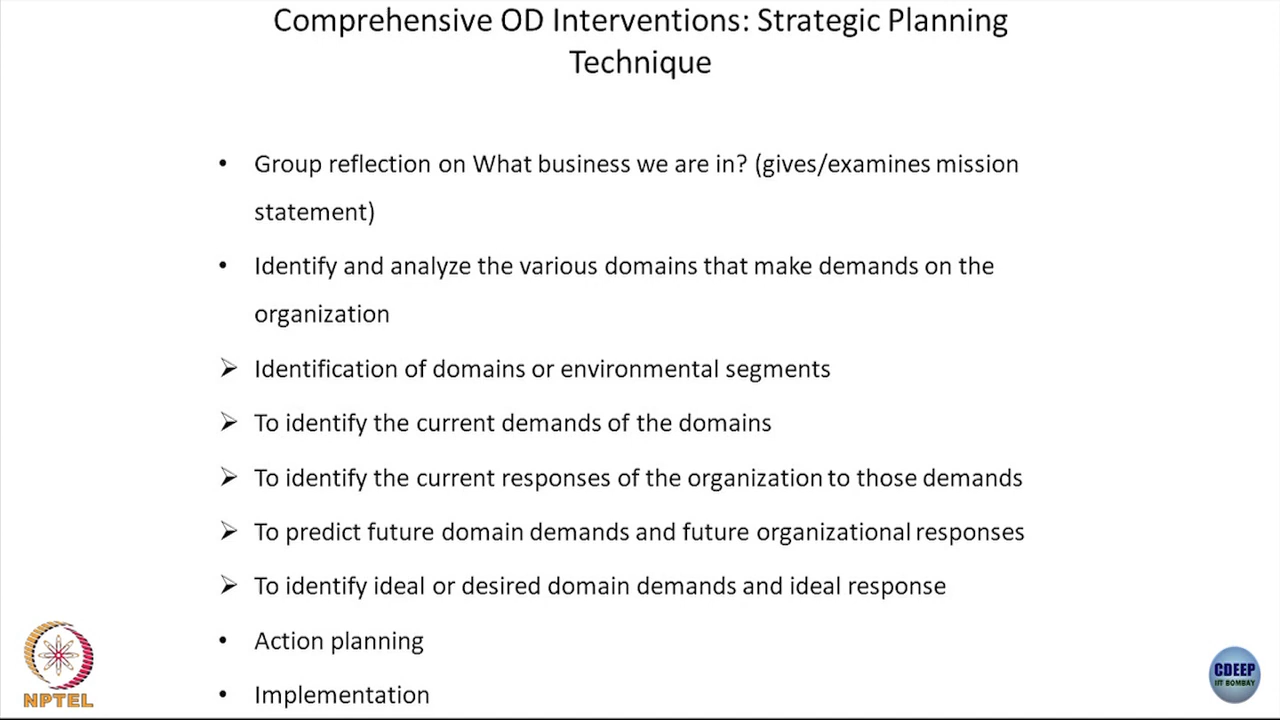 Comprehensive OD Interventions: Strategic Planning
Technique
• Group reflection on What business we are in? (gives/examines mission
statement)
• Identify and analyze the various domains that make demands on the
organization
➢ Identification of domains or environmental segments
➢ To identify the current demands of the domains
➢ To identify the current responses of the organization to those demands
➢ To predict future domain demands and future organizational responses
➢ To identify ideal or desired domain demands and ideal response
• Action planning
• Implementation
NPTEL
CDEEP
IIT BOMBAY